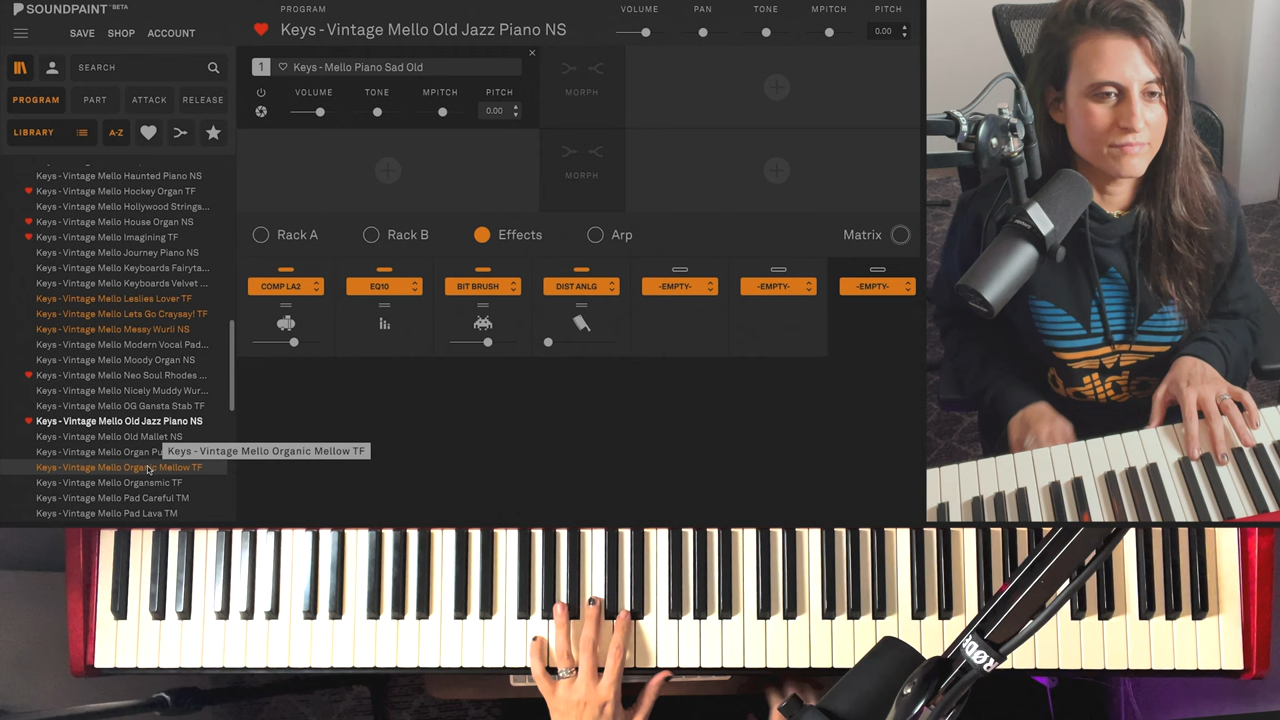 SOUNDPAINT BETA
SAVE SHOP ACCOUNT
PROGRAM
Keys - Vintage Mello Old Jazz Piano NS
VOLUME PAN TONE MPITCH PITCH
0.00
SEARCH
PROGRAM PART ATTACK RELEASE
LIBRARY A-Z
1 Keys - Mello Piano Sad Old
VOLUME TONE MPITCH PITCH
0.00
MORPH
MORPH
Rack A Rack B Effects Arp Matrix
COMP LA2 EQ10 BIT BRUSH DIST ANLG -EMPTY- -EMPTY- -EMPTY-
Keys - Vintage Mello Haunted Piano NS
Keys - Vintage Mello Hockey Organ TF
Keys - Vintage Mello Hollywood Strings...
Keys - Vintage Mello House Organ NS
Keys - Vintage Mello Imagining TF
Keys - Vintage Mello Journey Piano NS
Keys - Vintage Mello Keyboards Fairyta...
Keys - Vintage Mello Keyboards Velvet ...
Keys - Vintage Mello Leslies Lover TF
Keys - Vintage Mello Lets Go Craysay! TF
Keys - Vintage Mello Messy Wurli NS
Keys - Vintage Mello Modern Vocal Pad...
Keys - Vintage Mello Moody Organ NS
Keys - Vintage Mello Neo Soul Rhodes ...
Keys - Vintage Mello Nicely Muddy Wur...
Keys - Vintage Mello OG Gansta Stab TF
Keys - Vintage Mello Old Jazz Piano NS
Keys - Vintage Mello Old Mallet NS
Keys - Vintage Mello Organ Pu
Keys - Vintage Mello Organic Mellow TF
Keys - Vintage Mello Organic Mellow TF
Keys - Vintage Mello Organsmic TF
Keys - Vintage Mello Pad Careful TM
Keys - Vintage Mello Pad Lava TM
adidas
RØDE